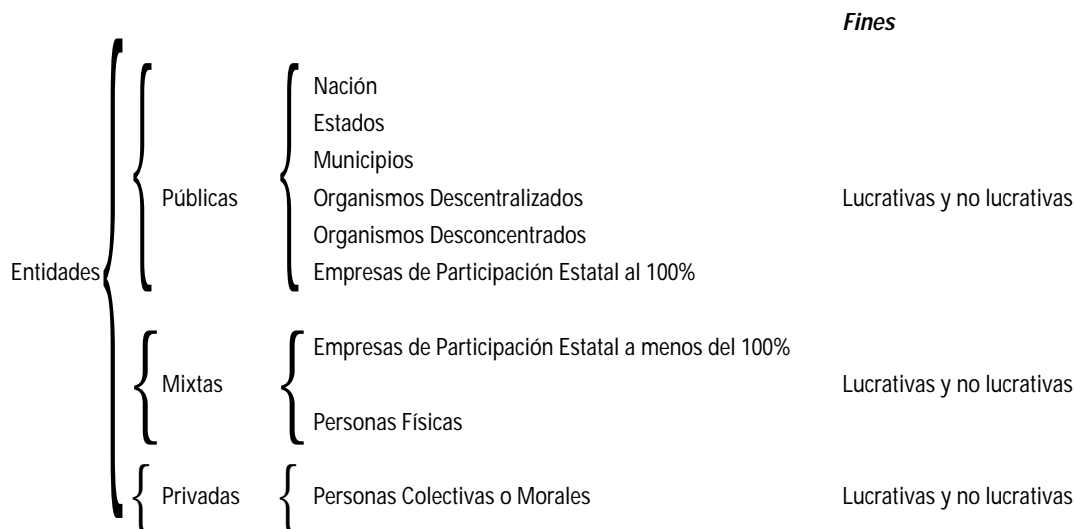 Fines
Nación
Estados
Municipios
Públicas Organismos Descentralizados Lucrativas y no lucrativas
Organismos Desconcentrados
Entidades Empresas de Participación Estatal al 100%
Empresas de Participación Estatal a menos del 100%
Mixtas Lucrativas y no lucrativas
Personas Físicas
Privadas Personas Colectivas o Morales Lucrativas y no lucrativas